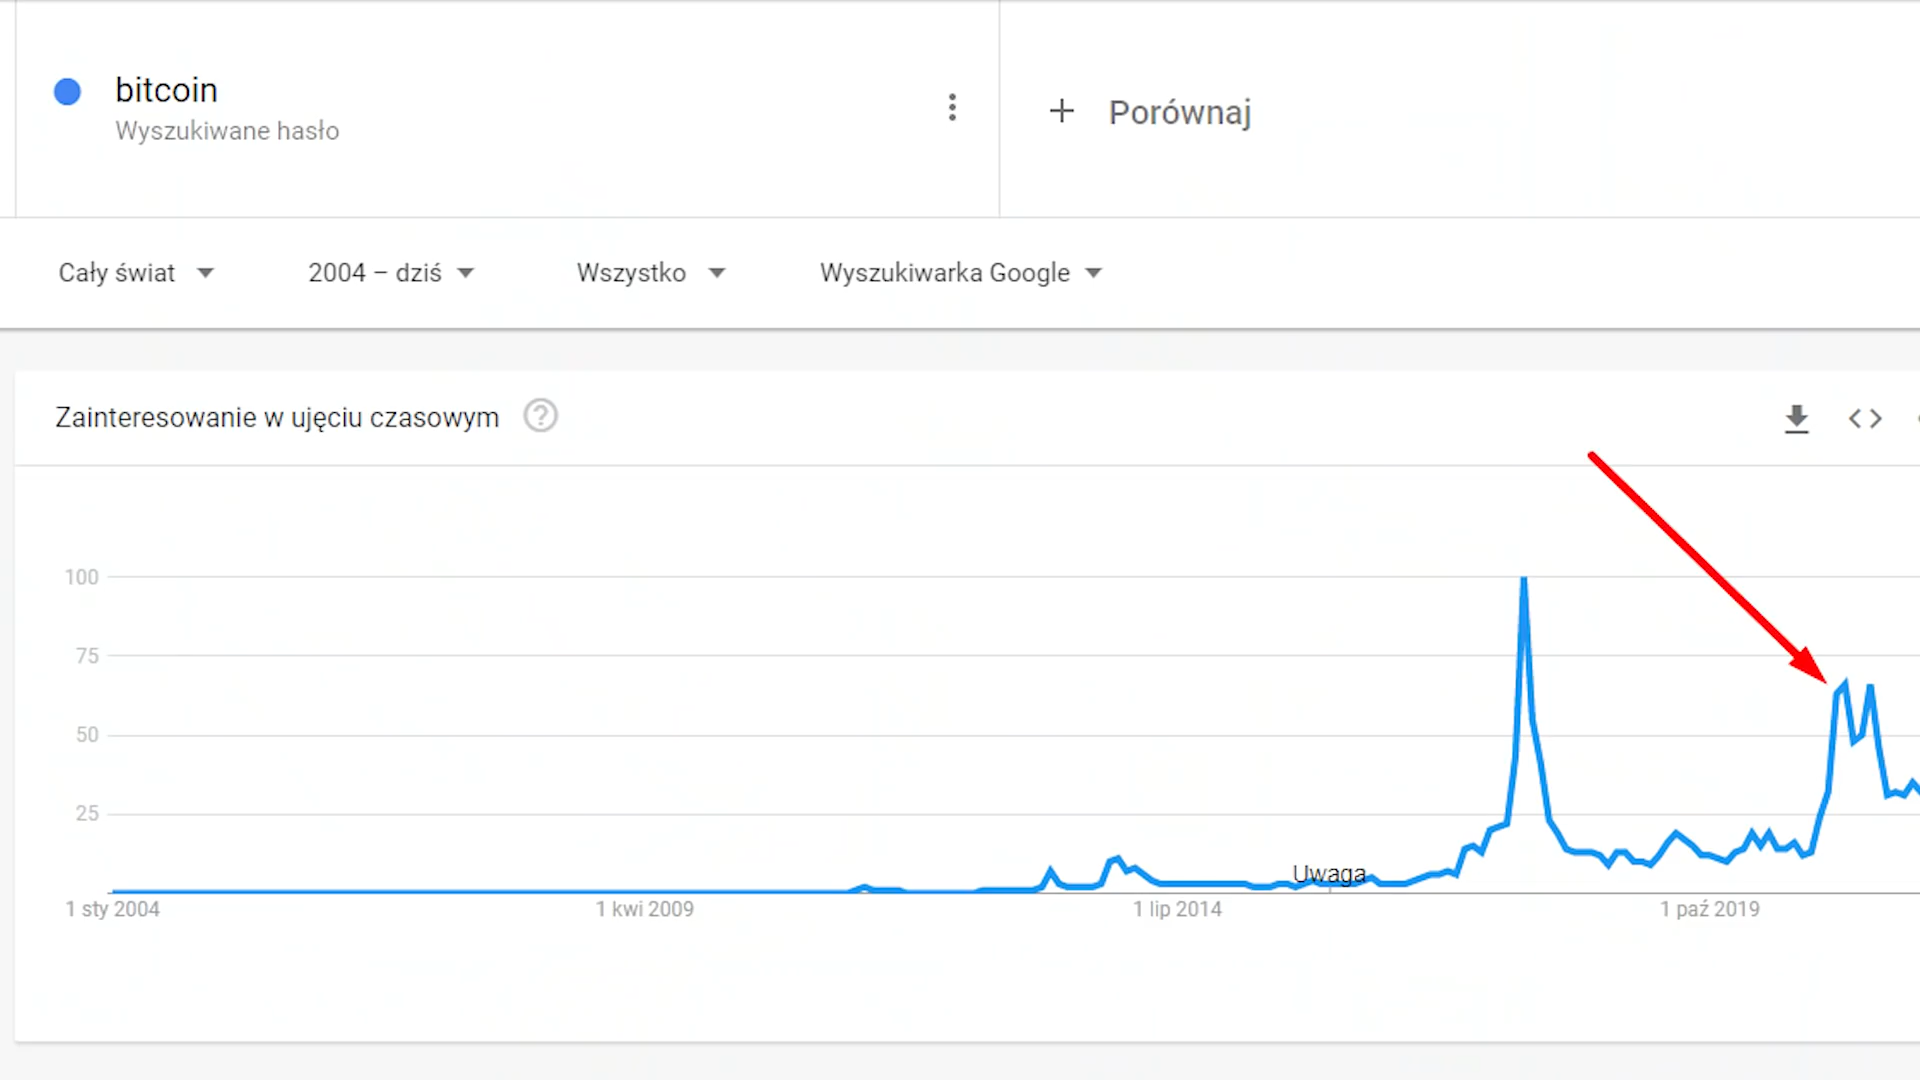 bitcoin
Wyszukiwane hasło
+ Porównaj
Cały świat
2004 – dziś
Wszystko
Wyszukiwarka Google
Zainteresowanie w ujęciu czasowym
100
75
50
25
Uwaga
1 sty 2004
1 kwi 2009
1 lip 2014
1 paź 2019